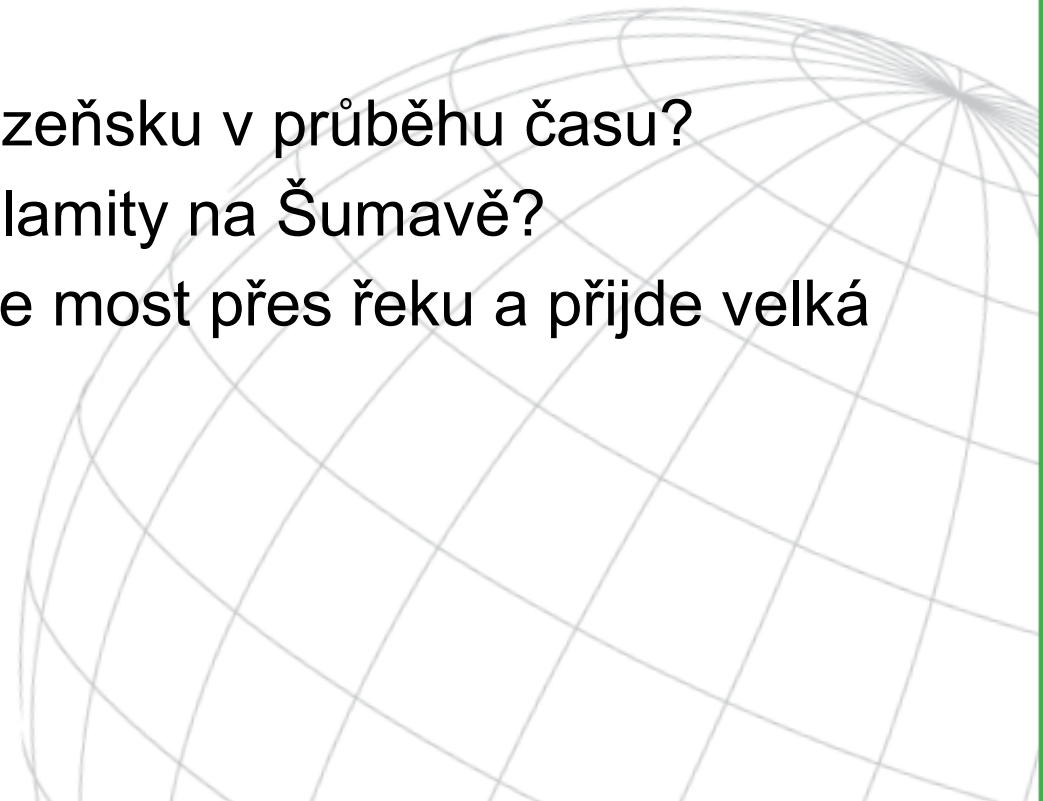 zeňsku v průběhu času?
lamity na Šumavě?
e most přes řeku a přijde velká